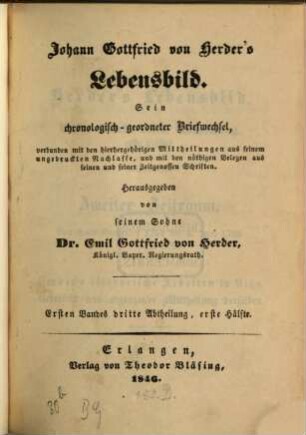 Johann Gottfried von Herder's
Lebensbild.
Sein
chronologisch-geordneter Briefwechsel,
verbunden mit den hierhergehörigen Mittheilungen aus seinem
ungedruckten Nachlasse, und mit den nöthigen Belegen aus
seinen und seiner Zeitgenossen Schriften.
Herausgegeben
von
seinem Sohne
Dr. Emil Gottfried von Herder,
Königl. Bayer. Regierungsrath.
Ersten Bandes dritte Abtheilung, erste Hälfte.
Erlangen,
Verlag von Theodor Bläsing,
1846.